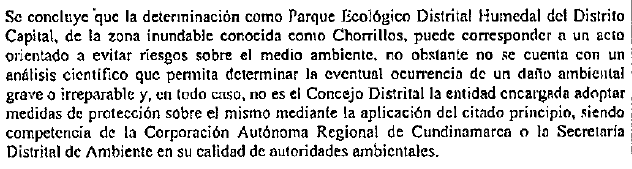 Se concluye que la determinación como Parque Ecológico Distrital Humedal del Distrito
Capital, de la zona inundable conocida como Chorrillos, puede corresponder a un acto
orientado a evitar riesgos sobre el medio ambiente, no obstante no se cuenta con un
análisis científico que permita determinar la eventual ocurrencia de un daño ambiental
grave o irreparable y, en todo caso, no es el Concejo Distrital la entidad encargada adoptar
medidas de protección sobre el mismo mediante la aplicación del citado principio, siendo
competencia de la Corporación Autónoma Regional de Cundinamarca o la Secretaría
Distrital de Ambiente en su calidad de autoridades ambientales.